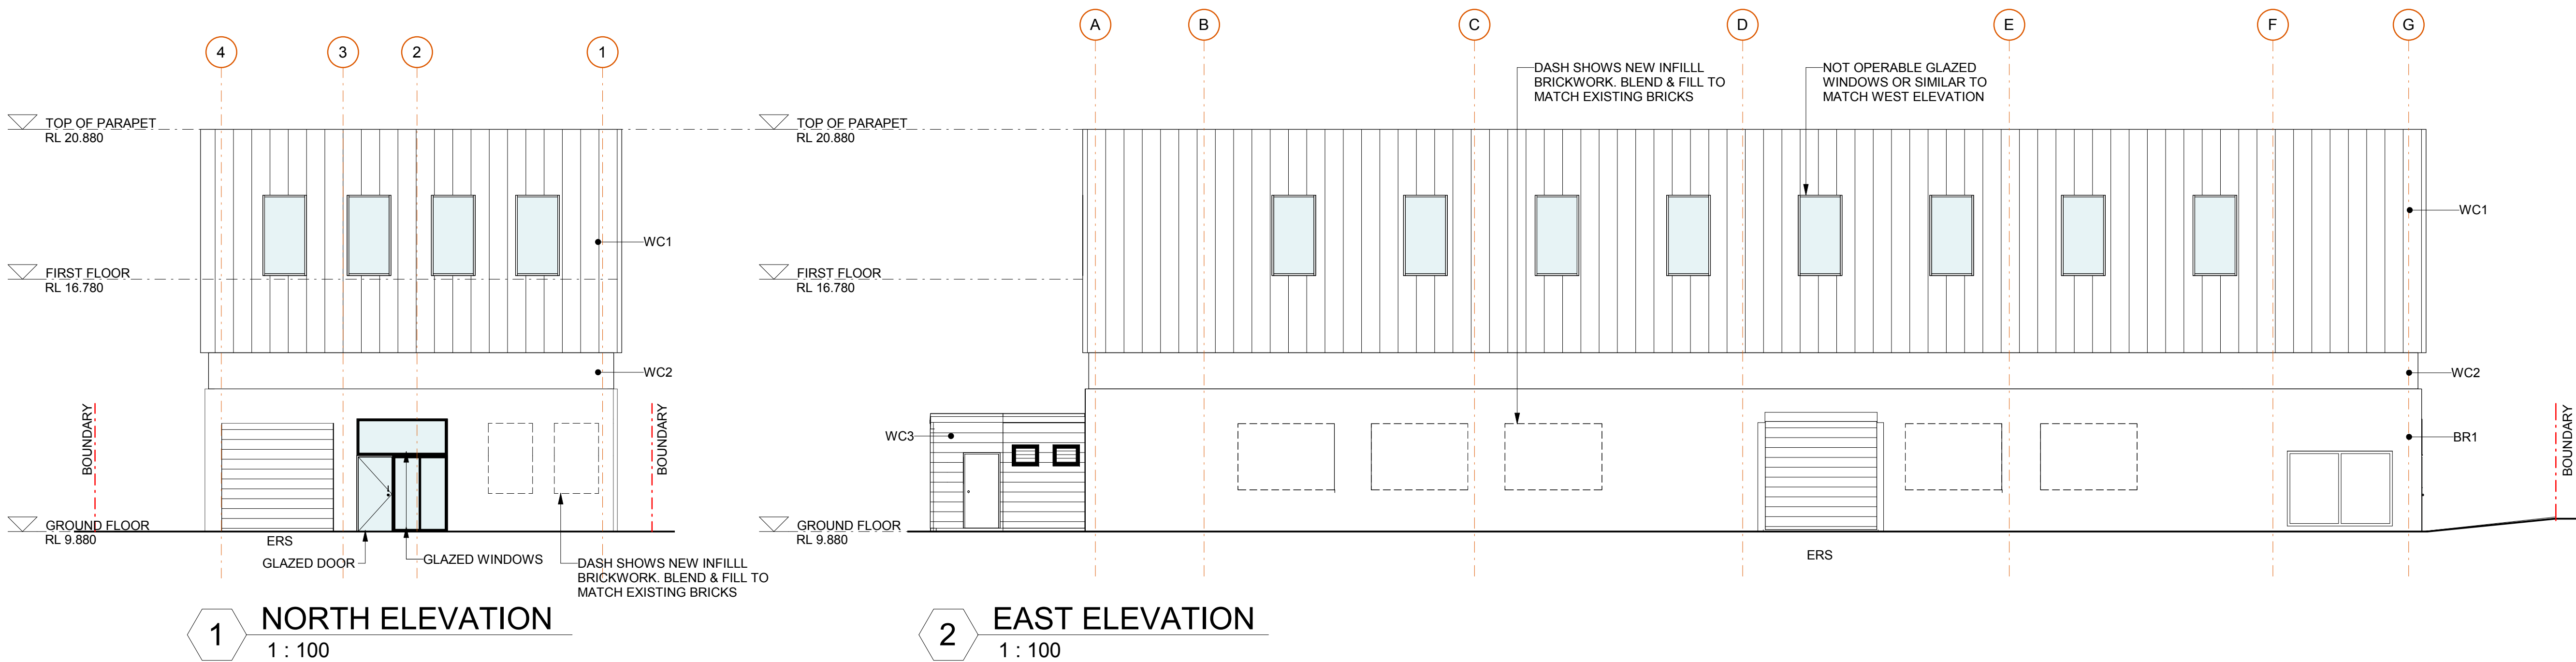 4
3
2
1
TOP OF PARAPET
RL 20.880
FIRST FLOOR
RL 16.780
WC1
WC2
BOUNDARY
BOUNDARY
GROUND FLOOR
RL 9.880
ERS
GLAZED DOOR
GLAZED WINDOWS
DASH SHOWS NEW INFILLL
BRICKWORK. BLEND & FILL TO
MATCH EXISTING BRICKS
1
NORTH ELEVATION
1 : 100
A
B
C
D
E
F
G
DASH SHOWS NEW INFILLL
BRICKWORK. BLEND & FILL TO
MATCH EXISTING BRICKS
NOT OPERABLE GLAZED
WINDOWS OR SIMILAR TO
MATCH WEST ELEVATION
TOP OF PARAPET
RL 20.880
FIRST FLOOR
RL 16.780
WC1
WC2
WC3
BR1
BOUNDARY
GROUND FLOOR
RL 9.880
ERS
2
EAST ELEVATION
1 : 100